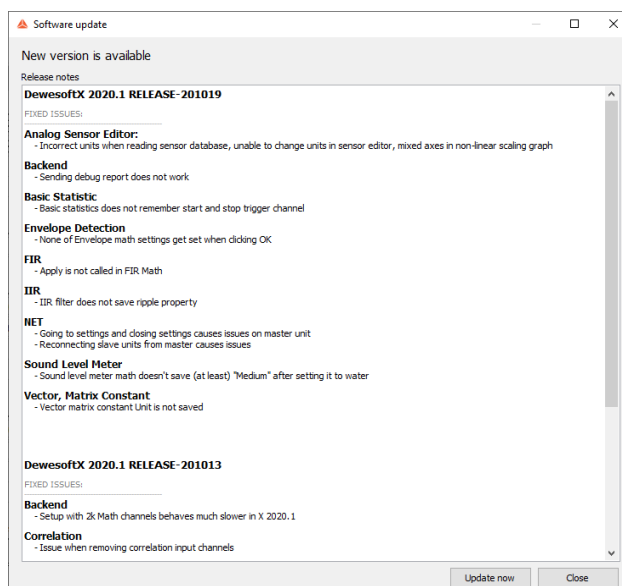 Software update
New version is available
Release notes
DewesoftX 2020.1 RELEASE-201019
FIXED ISSUES:
Analog Sensor Editor:
- Incorrect units when reading sensor database, unable to change units in sensor editor, mixed axes in non-linear scaling graph
Backend
- Sending debug report does not work
Basic Statistic
- Basic statistics does not remember start and stop trigger channel
Envelope Detection
- None of Envelope math settings get set when clicking OK
FIR
- Apply is not called in FIR Math
IIR
- IIR filter does not save ripple property
NET
- Going to settings and closing settings causes issues on master unit
- Reconnecting slave units from master causes issues
Sound Level Meter
- Sound level meter math doesn't save (at least) "Medium" after setting it to water
Vector, Matrix Constant
- Vector matrix constant Unit is not saved
DewesoftX 2020.1 RELEASE-201013
FIXED ISSUES:
Backend
- Setup with 2k Math channels behaves much slower in X 2020.1
Correlation
- Issue when removing correlation input channels
Update now
Close